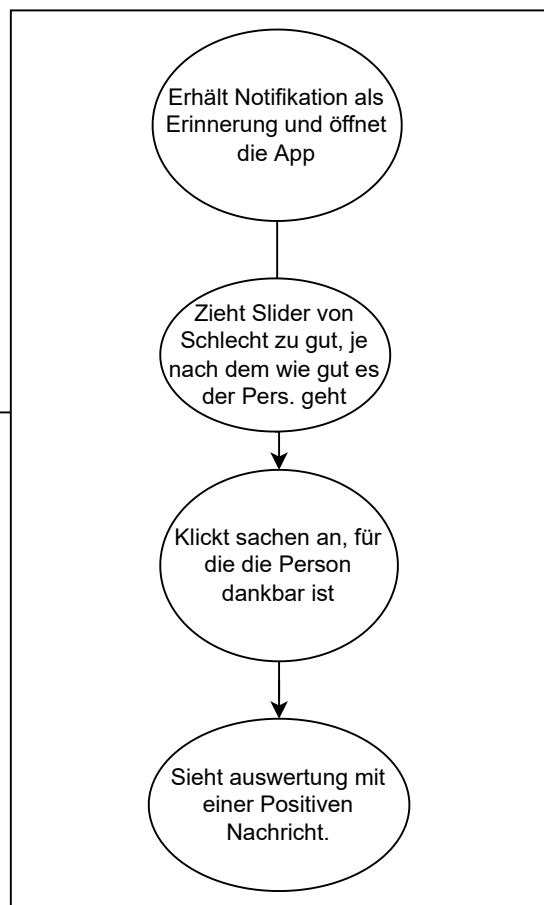 Erhält Notifikation als
Erinnerung und öffnet
die App
Zieht Slider von
Schlecht zu gut, je
nach dem wie gut es
der Pers. geht
Klickt sachen an, für
die die Person
dankbar ist
Sieht auswertung mit
einer Positiven
Nachricht.